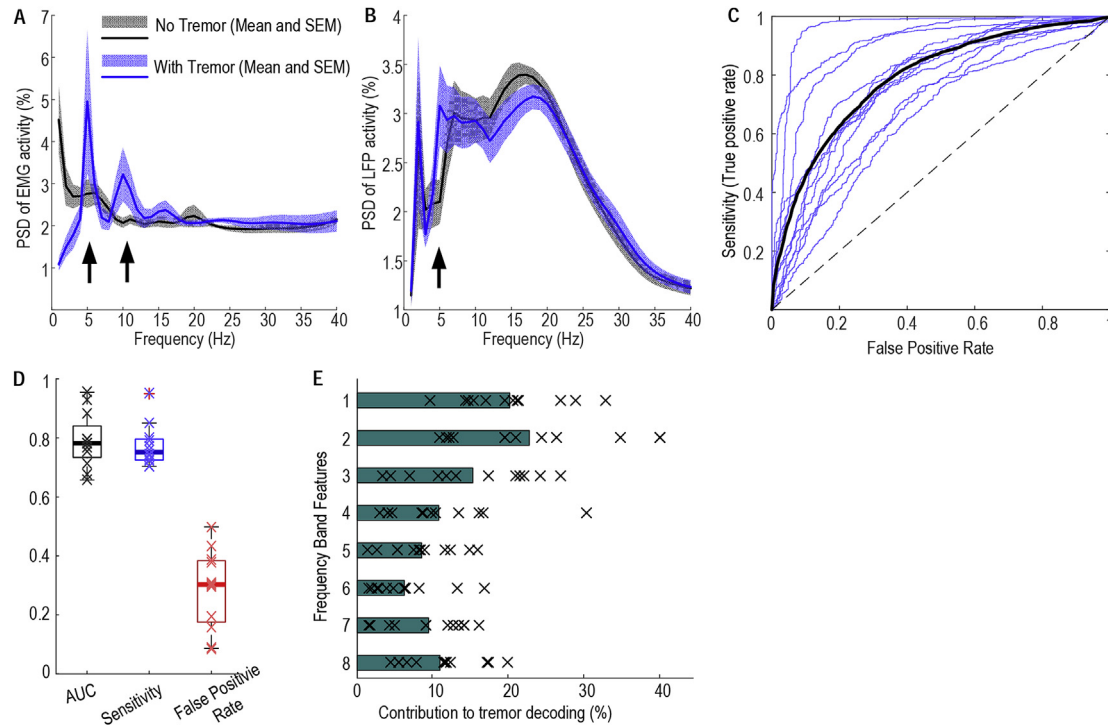 A
7
6
5
4
3
2
1
PSD of EMG activity (%)
0 5 10 15 20 25 30 35 40
Frequency (Hz)
No Tremor (Mean and SEM)
With Tremor (Mean and SEM)
B
4
3.5
3
2.5
2
1.5
1
PSD of LFP activity (%)
0 5 10 15 20 25 30 35 40
Frequency (Hz)
C
1
0.8
0.6
0.4
0.2
Sensitivity (True positive rate)
0 0.2 0.4 0.6 0.8 1
False Positive Rate
D
1
0.8
0.6
0.4
0.2
0
AUC
Sensitivity
False Positivie
Rate
E
Frequency Band Features
1
2
3
4
5
6
7
8
0 10 20 30 40
Contribution to tremor decoding (%)